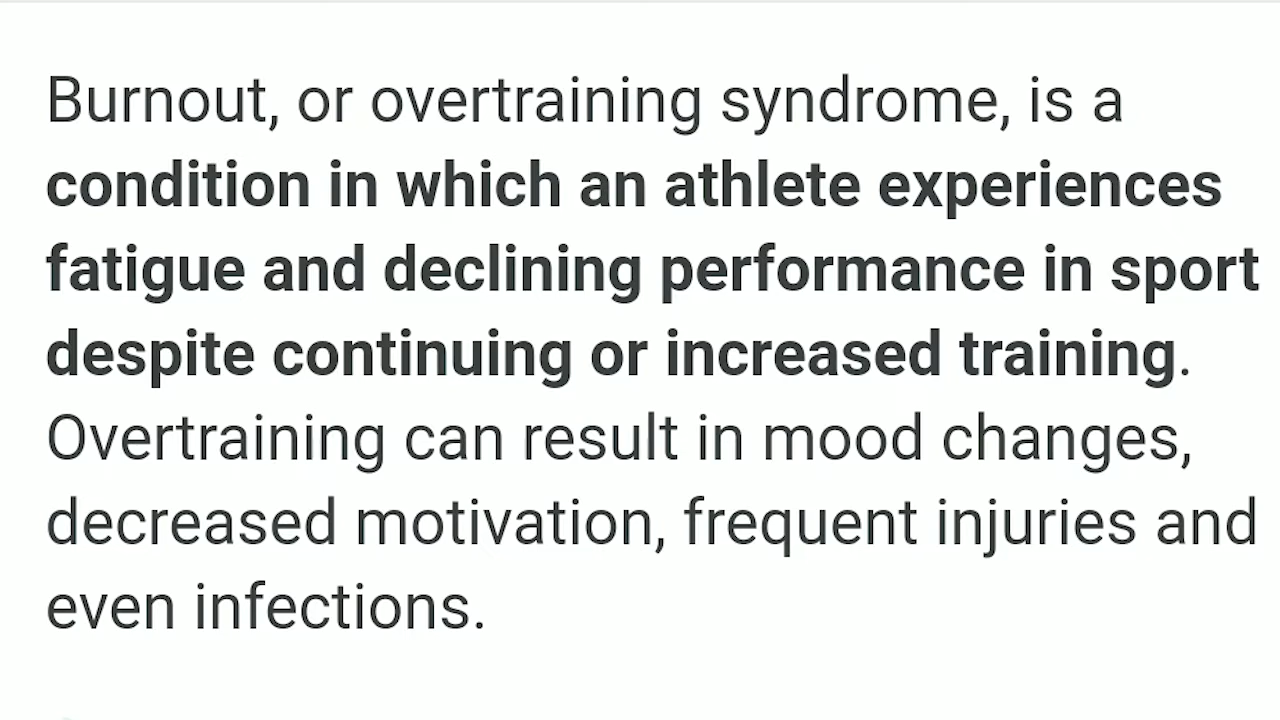 Burnout, or overtraining syndrome, is a
condition in which an athlete experiences
fatigue and declining performance in sport
despite continuing or increased training.
Overtraining can result in mood changes,
decreased motivation, frequent injuries and
even infections.